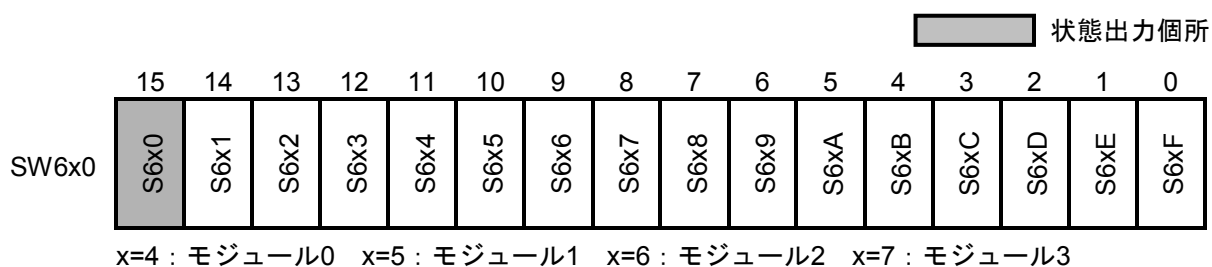 状態出力個所
15 14 13 12 11 10 9 8 7 6 5 4 3 2 1 0
SW6x0 S6x0 S6x1 S6x2 S6x3 S6x4 S6x5 S6x6 S6x7 S6x8 S6x9 S6xA S6xB S6xC S6xD S6xE S6xF
x=4：モジュール0 x=5：モジュール1 x=6：モジュール2 x=7：モジュール3